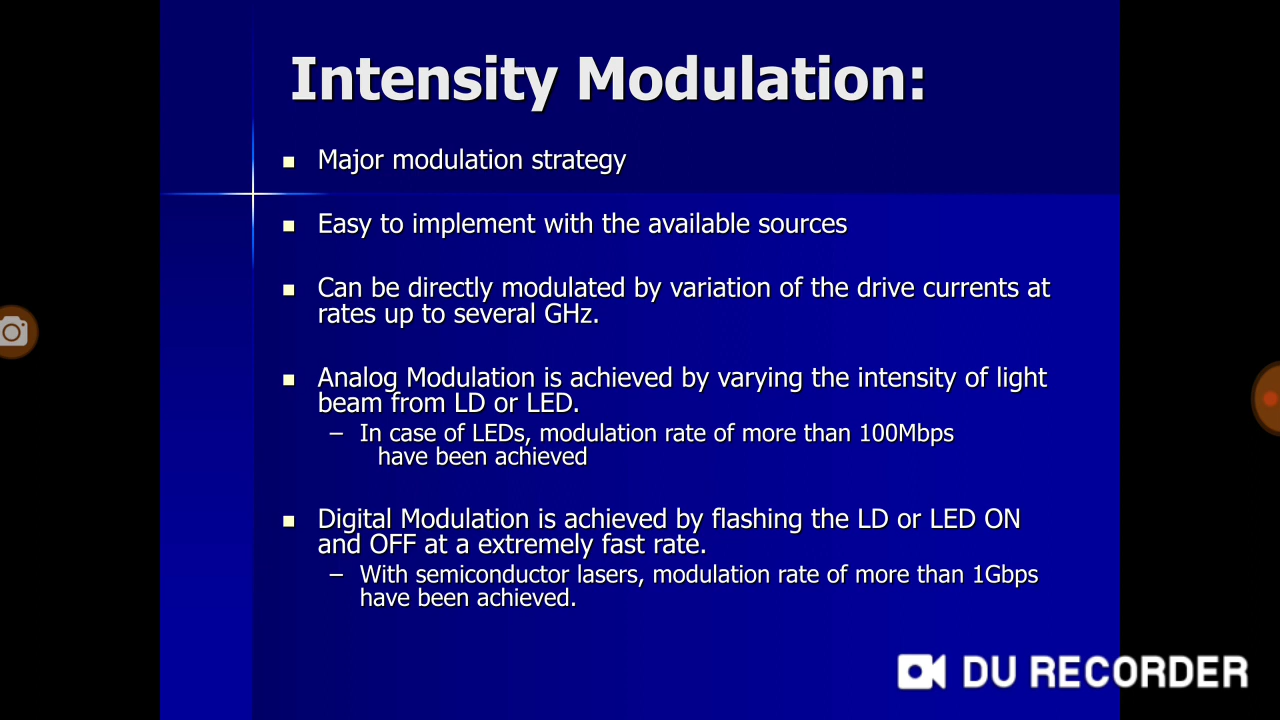 Intensity Modulation:
Major modulation strategy
Easy to implement with the available sources
Can be directly modulated by variation of the drive currents at
rates up to several GHz.
Analog Modulation is achieved by varying the intensity of light
beam from LD or LED.
– In case of LEDs, modulation rate of more than 100Mbps
have been achieved
Digital Modulation is achieved by flashing the LD or LED ON
and OFF at a extremely fast rate.
– With semiconductor lasers, modulation rate of more than 1Gbps
have been achieved.
DU RECORDER